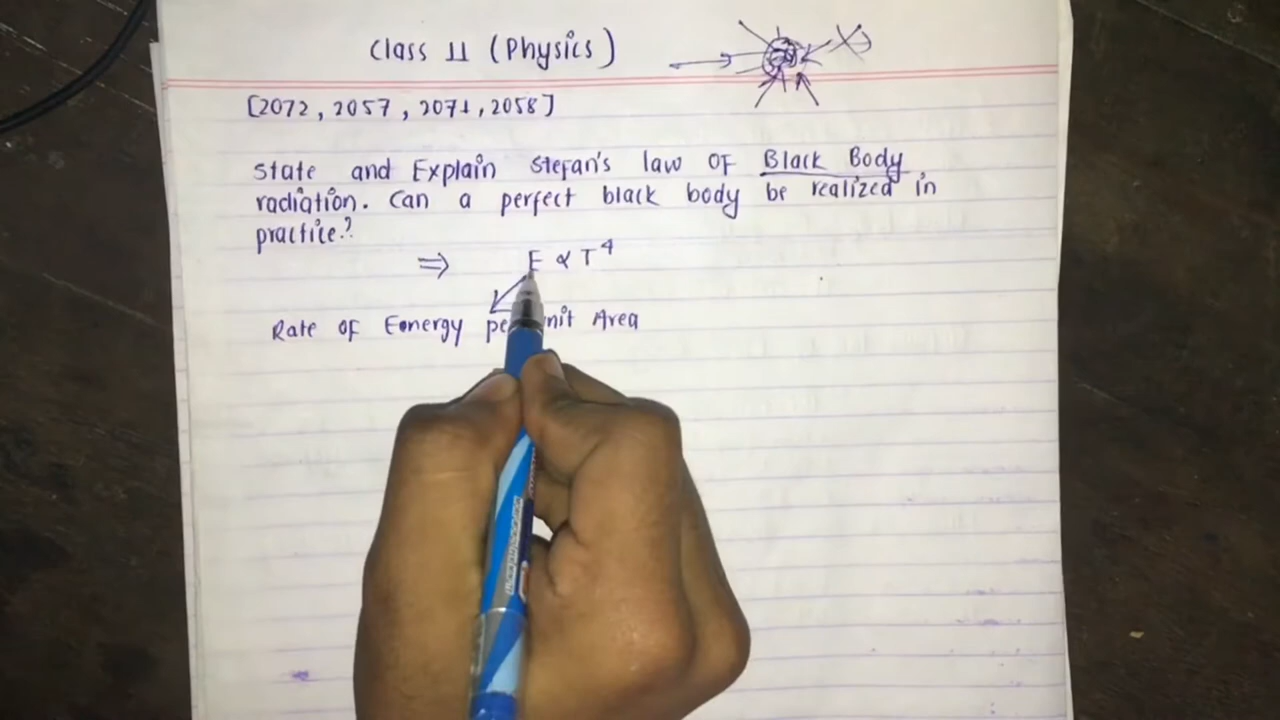 Class 11 (Physics)
[2072, 2057, 2071, 2058]
State and Explain Stefan's law of Black Body
radiation. Can a perfect black body be realized in
practice?
⇒ E ∝ T⁴
Rate of Eenergy Area